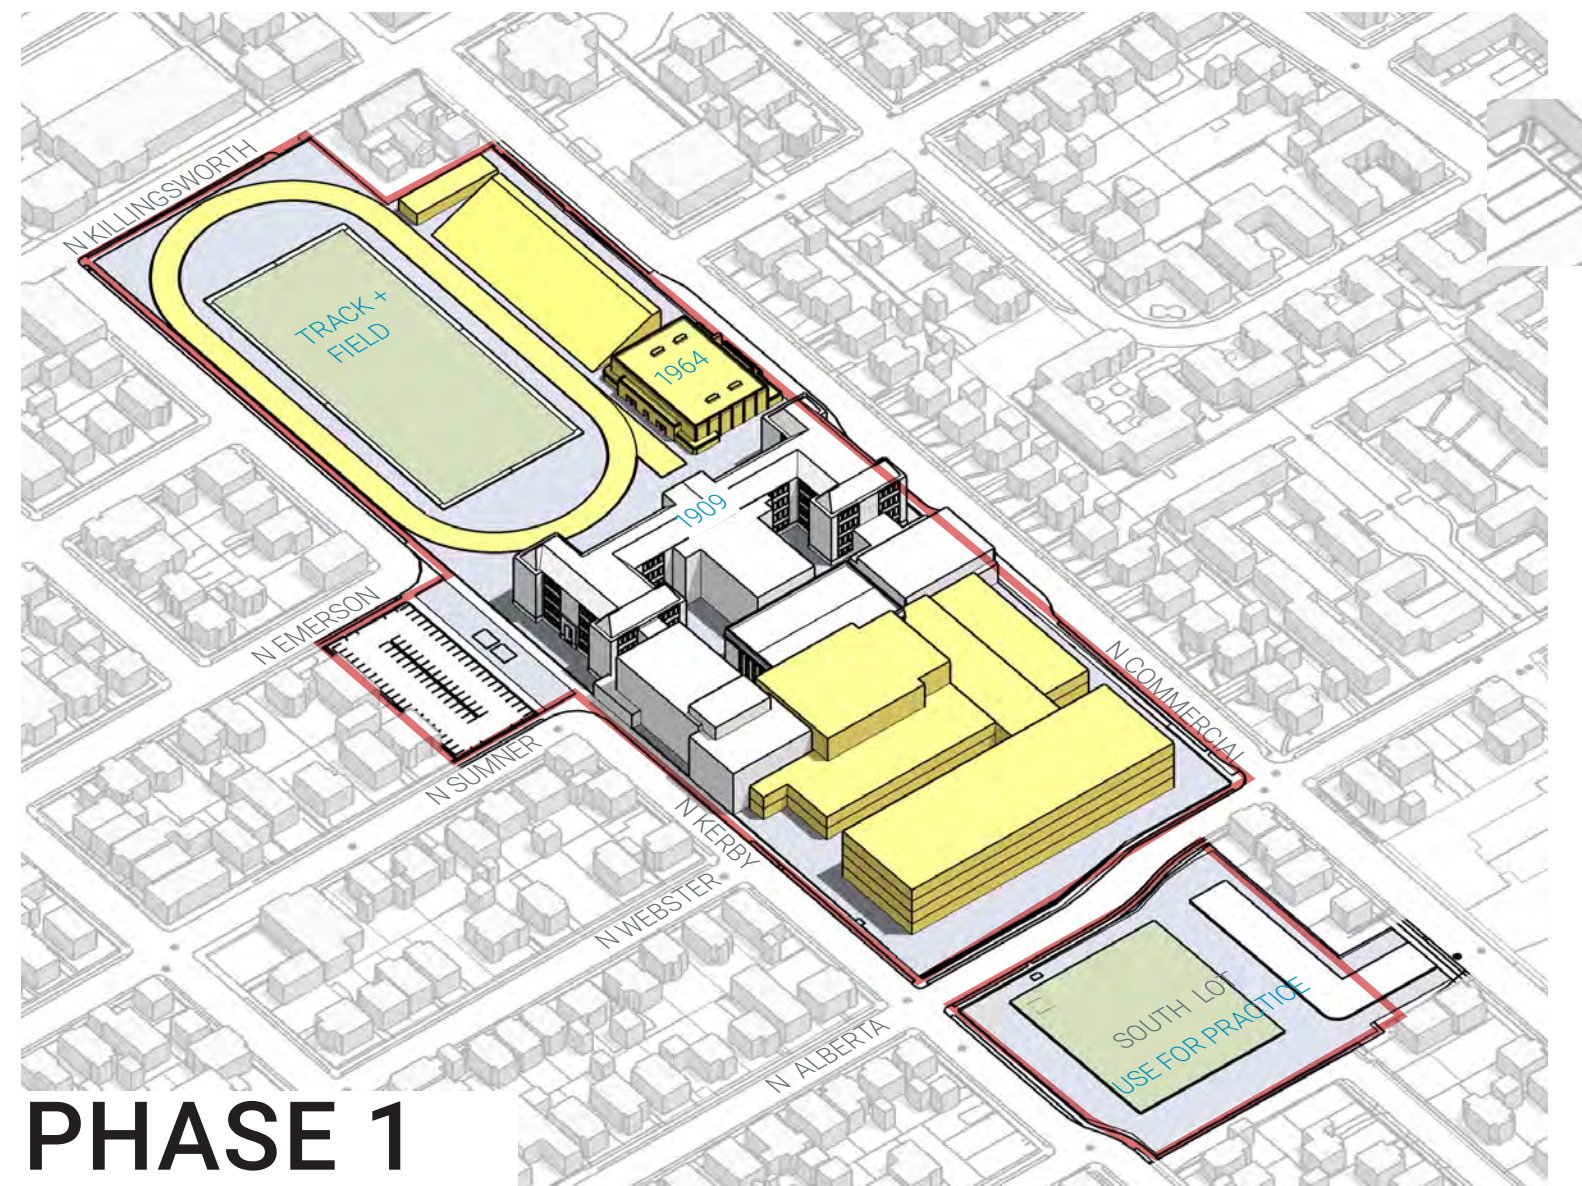 N KILLINGSWORTH
TRACK +
FIELD
1964
1909
N EMERSON
N SUMNER
N COMMERCIAL
N KERBY
N WEBSTER
N ALBERTA
SOUTH LOT
USE FOR PRACTICE
PHASE 1